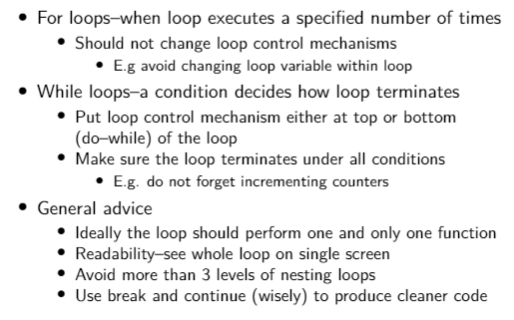 • For loops–when loop executes a specified number of times
• Should not change loop control mechanisms
• E.g avoid changing loop variable within loop
• While loops–a condition decides how loop terminates
• Put loop control mechanism either at top or bottom
(do–while) of the loop
• Make sure the loop terminates under all conditions
• E.g. do not forget incrementing counters
• General advice
• Ideally the loop should perform one and only one function
• Readability–see whole loop on single screen
• Avoid more than 3 levels of nesting loops
• Use break and continue (wisely) to produce cleaner code